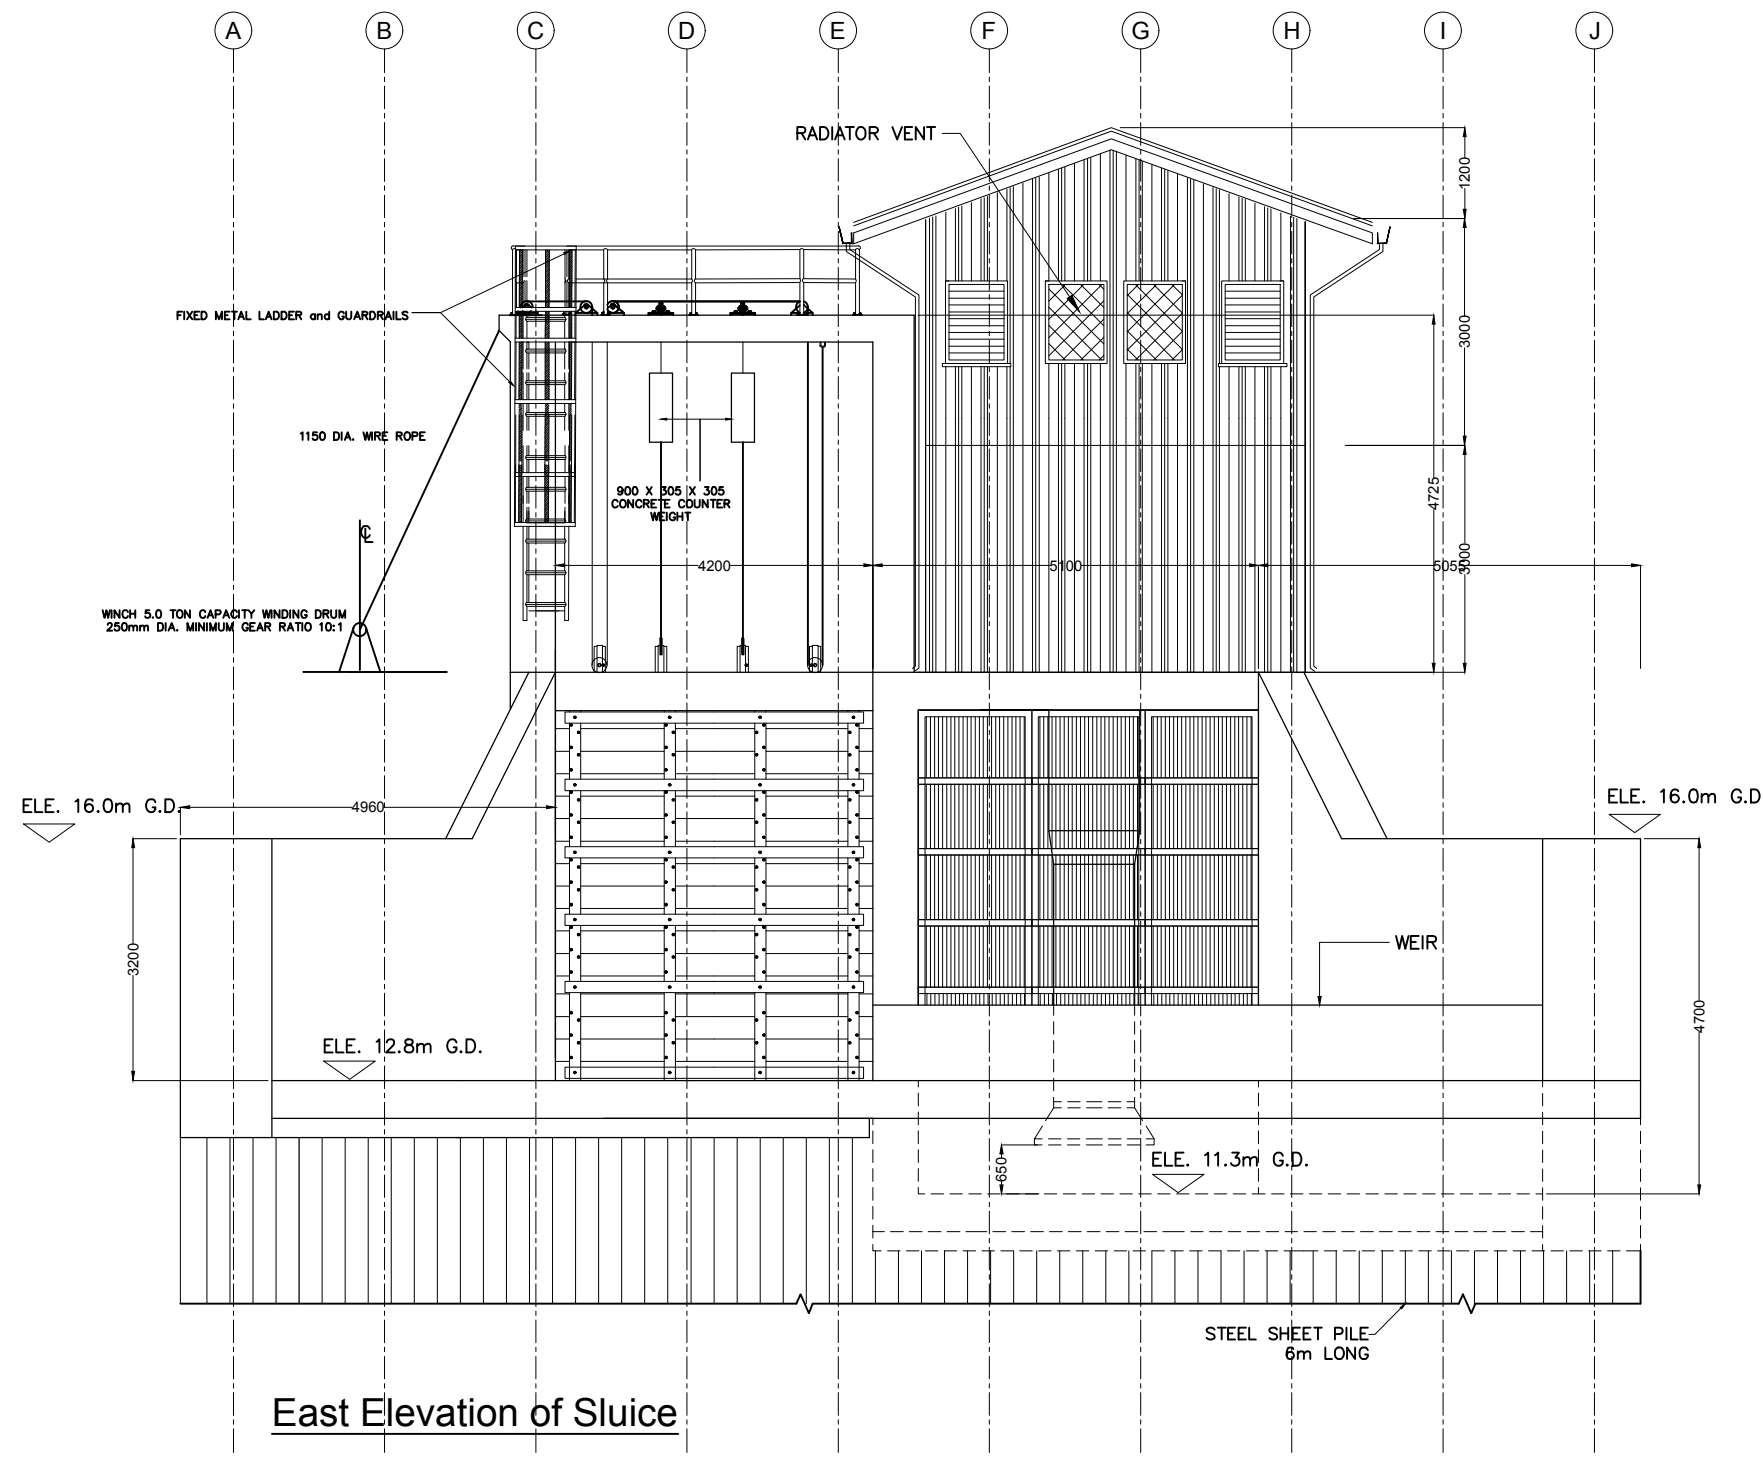 A B C D E F G H I J
RADIATOR VENT
1200
FIXED METAL LADDER and GUARDRAILS
3000
1150 DIA. WIRE ROPE
900 X 305 X 305
CONCRETE COUNTER
WEIGHT
4725
℄
4200
5100
5055
3000
WINCH 5.0 TON CAPACITY WINDING DRUM
250mm DIA. MINIMUM GEAR RATIO 10:1
ELE. 16.0m G.D.
4960
ELE. 16.0m G.D
3200
WEIR
4700
ELE. 12.8m G.D.
650
ELE. 11.3m G.D.
STEEL SHEET PILE
6m LONG
East Elevation of Sluice